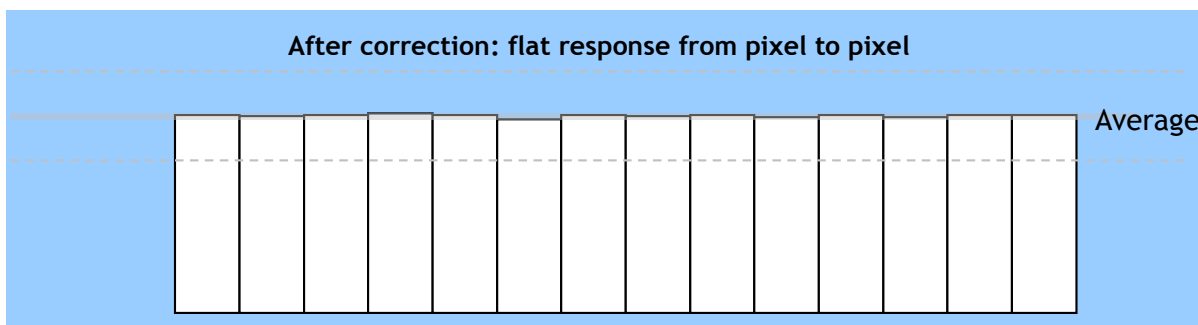 After correction: flat response from pixel to pixel
Average